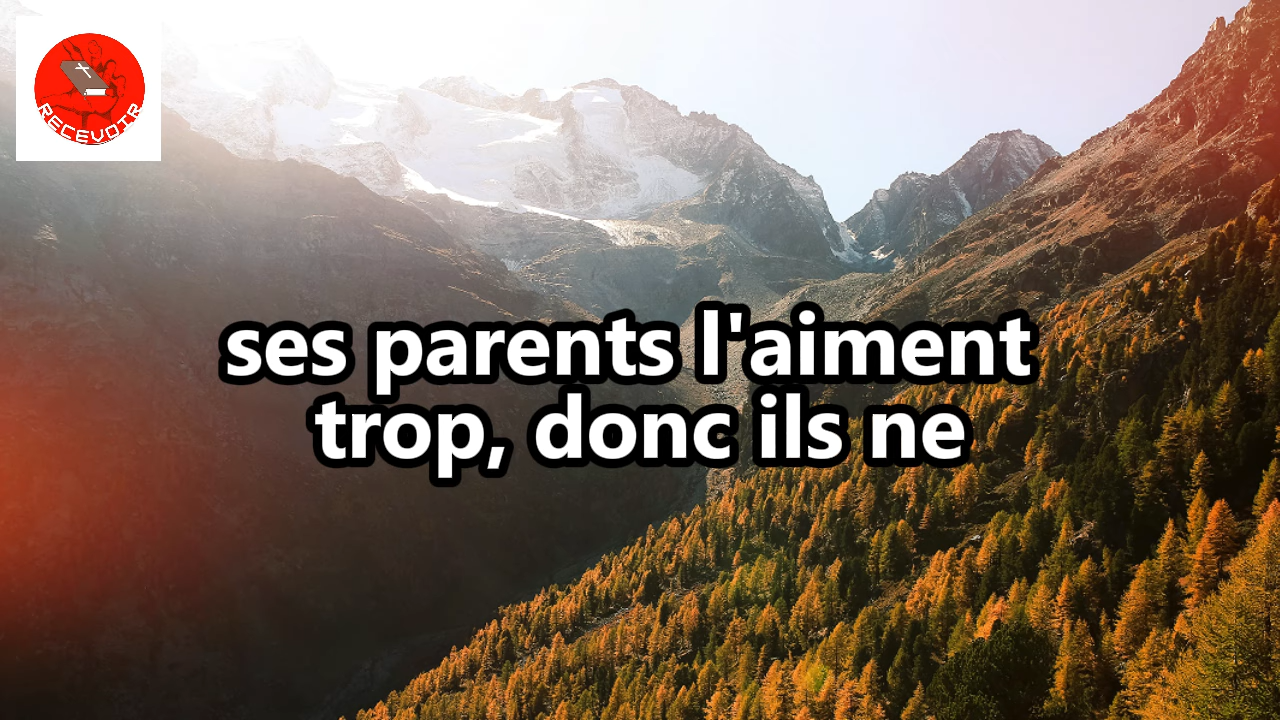 RECEVOIR
ses parents l'aiment
trop, donc ils ne